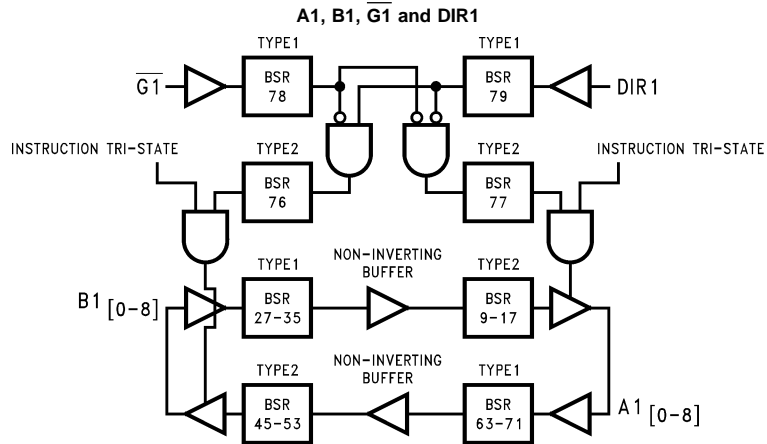 A1, B1, G1 and DIR1
TYPE1
TYPE1
G1
BSR
78
BSR
79
DIR1
INSTRUCTION TRI-STATE
TYPE2
TYPE2
INSTRUCTION TRI-STATE
BSR
76
BSR
77
TYPE1
NON-INVERTING
BUFFER
TYPE2
B1 [0-8]
BSR
27-35
BSR
9-17
TYPE2
NON-INVERTING
BUFFER
TYPE1
BSR
45-53
BSR
63-71
A1 [0-8]